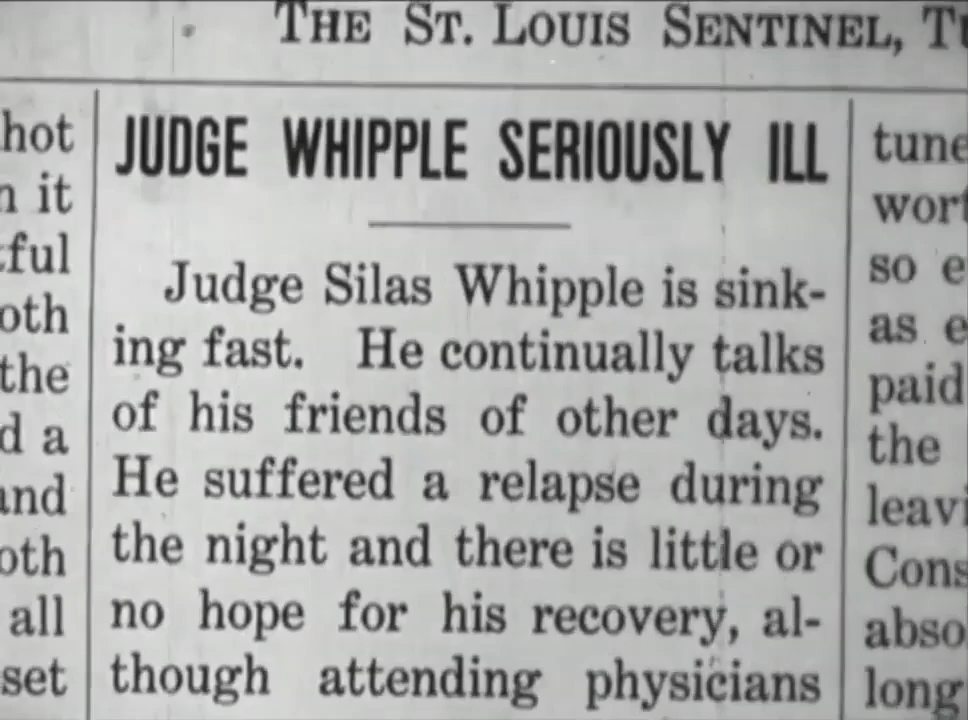 THE ST. LOUIS SENTINEL,
JUDGE WHIPPLE SERIOUSLY ILL
Judge Silas Whipple is sink-
ing fast. He continually talks
of his friends of other days.
He suffered a relapse during
the night and there is little or
no hope for his recovery, al-
though attending physicians
hot
it
ful
oth
the
d a
and
oth
all
set
tune
so e
as e
paid
the
leavi
Cons
abso
long